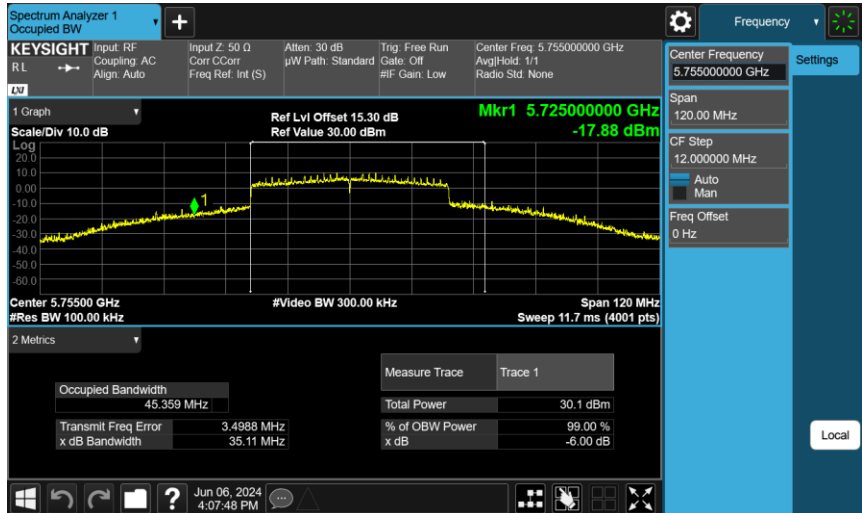 Spectrum Analyzer 1
Occupied BW
+
Frequency
KEYSIGHT
RL
LXI
Input: RF
Coupling: AC
Align: Auto
Input Z: 50 Ω
Corr CCorr
Freq Ref: Int (S)
Atten: 30 dB
µW Path: Standard
Trig: Free Run
Gate: Off
#IF Gain: Low
Center Freq: 5.755000000 GHz
Avg|Hold: 1/1
Radio Std: None
Center Frequency
5.755000000 GHz
Settings
Span
120.00 MHz
CF Step
12.000000 MHz
Auto
Man
Freq Offset
0 Hz
Local
1 Graph
Scale/Div 10.0 dB
Ref Lvl Offset 15.30 dB
Ref Value 30.00 dBm
Mkr1 5.725000000 GHz
-17.88 dBm
Log
20.0
10.0
0.00
-10.0
-20.0
-30.0
-40.0
-50.0
-60.0
1
Center 5.75500 GHz
#Res BW 100.00 kHz
#Video BW 300.00 kHz
Span 120 MHz
Sweep 11.7 ms (4001 pts)
2 Metrics
Measure Trace Trace 1
Occupied Bandwidth
45.359 MHz
Total Power 30.1 dBm
Transmit Freq Error 3.4988 MHz
% of OBW Power 99.00 %
x dB Bandwidth 35.11 MHz
x dB -6.00 dB
?
Jun 06, 2024
4:07:48 PM